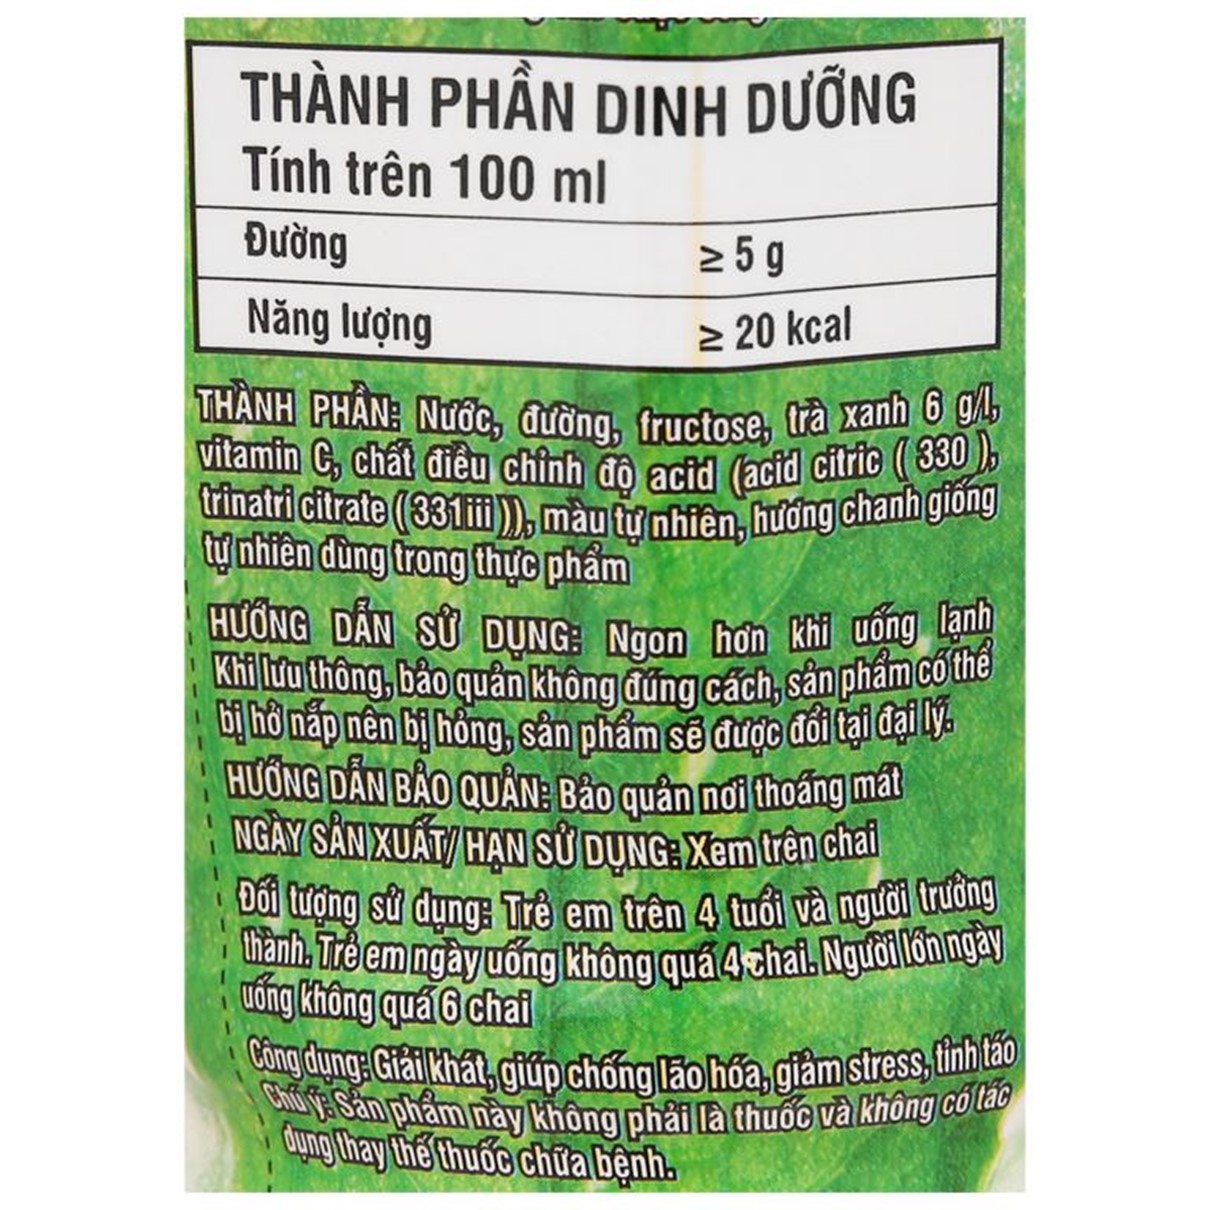 THÀNH PHẦN DINH DƯỠNG
Tính trên 100 ml
Đường ≥ 5 g
Năng lượng ≥ 20 kcal
THÀNH PHẦN: Nước, đường, fructose, trà xanh 6 g/l,
vitamin C, chất điều chỉnh độ acid (acid citric ( 330 ),
trinatri citrate ( 331iii )), màu tự nhiên, hương chanh giống
tự nhiên dùng trong thực phẩm
HƯỚNG DẪN SỬ DỤNG: Ngon hơn khi uống lạnh
Khi lưu thông, bảo quản không đúng cách, sản phẩm có thể
bị hở nắp nên bị hỏng, sản phẩm sẽ được đổi tại đại lý.
HƯỚNG DẪN BẢO QUẢN: Bảo quản nơi thoáng mát
NGÀY SẢN XUẤT/ HẠN SỬ DỤNG: Xem trên chai
Đối tượng sử dụng: Trẻ em trên 4 tuổi và người trưởng
thành. Trẻ em ngày uống không quá 4 chai. Người lớn ngày
uống không quá 6 chai
Công dụng: Giải khát, giúp chống lão hóa, giảm stress, tỉnh táo
Chú ý: Sản phẩm này không phải là thuốc và không có tác
dụng thay thế thuốc chữa bệnh.